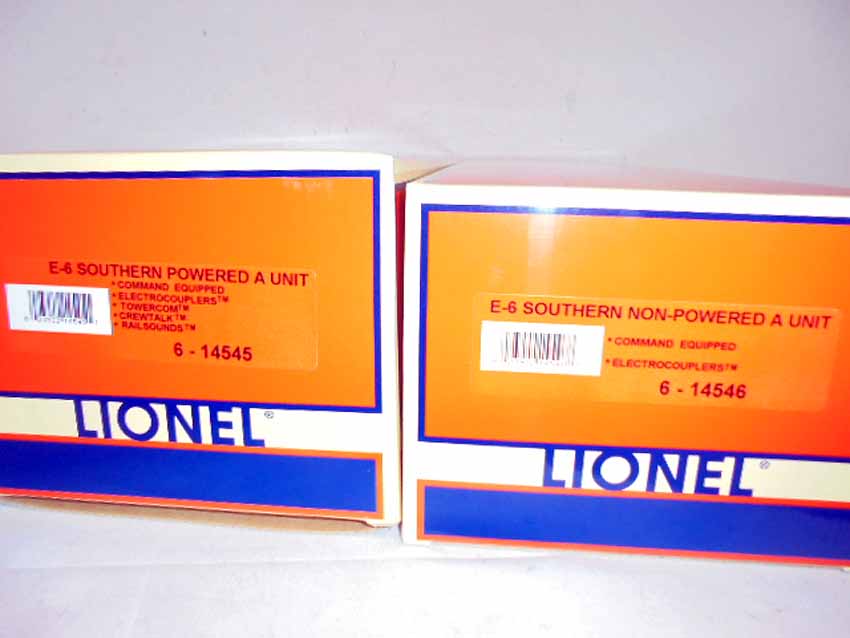 E-6 SOUTHERN POWERED A UNIT
* COMMAND EQUIPPED
* ELECTROCOUPLERS™
* TOWERCOM™
* CREWTALK™
* RAILSOUNDS™
6 - 14545
LIONEL®
E-6 SOUTHERN NON-POWERED A UNIT
* COMMAND EQUIPPED
* ELECTROCOUPLERS™
6 - 14546
LIONEL®